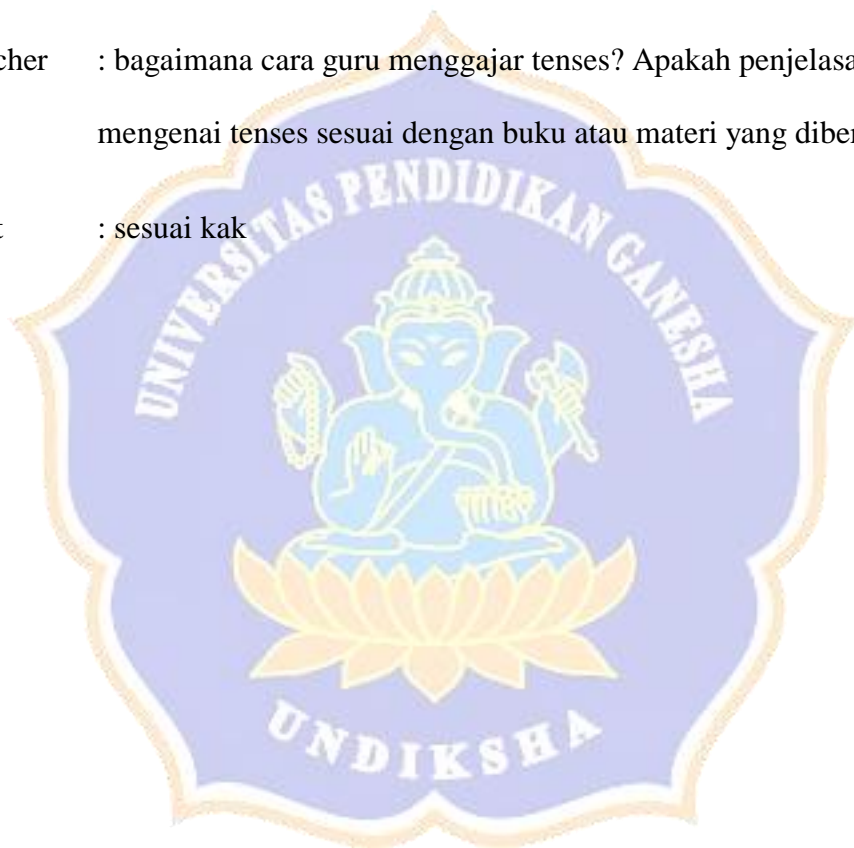 cher : bagaimana cara guru menggajar tenses? Apakah penjelasa
mengenai tenses sesuai dengan buku atau materi yang diber
t : sesuai kak
UNIVERSITAS PENDIDIKAN GANESHA
UNDIKSHA